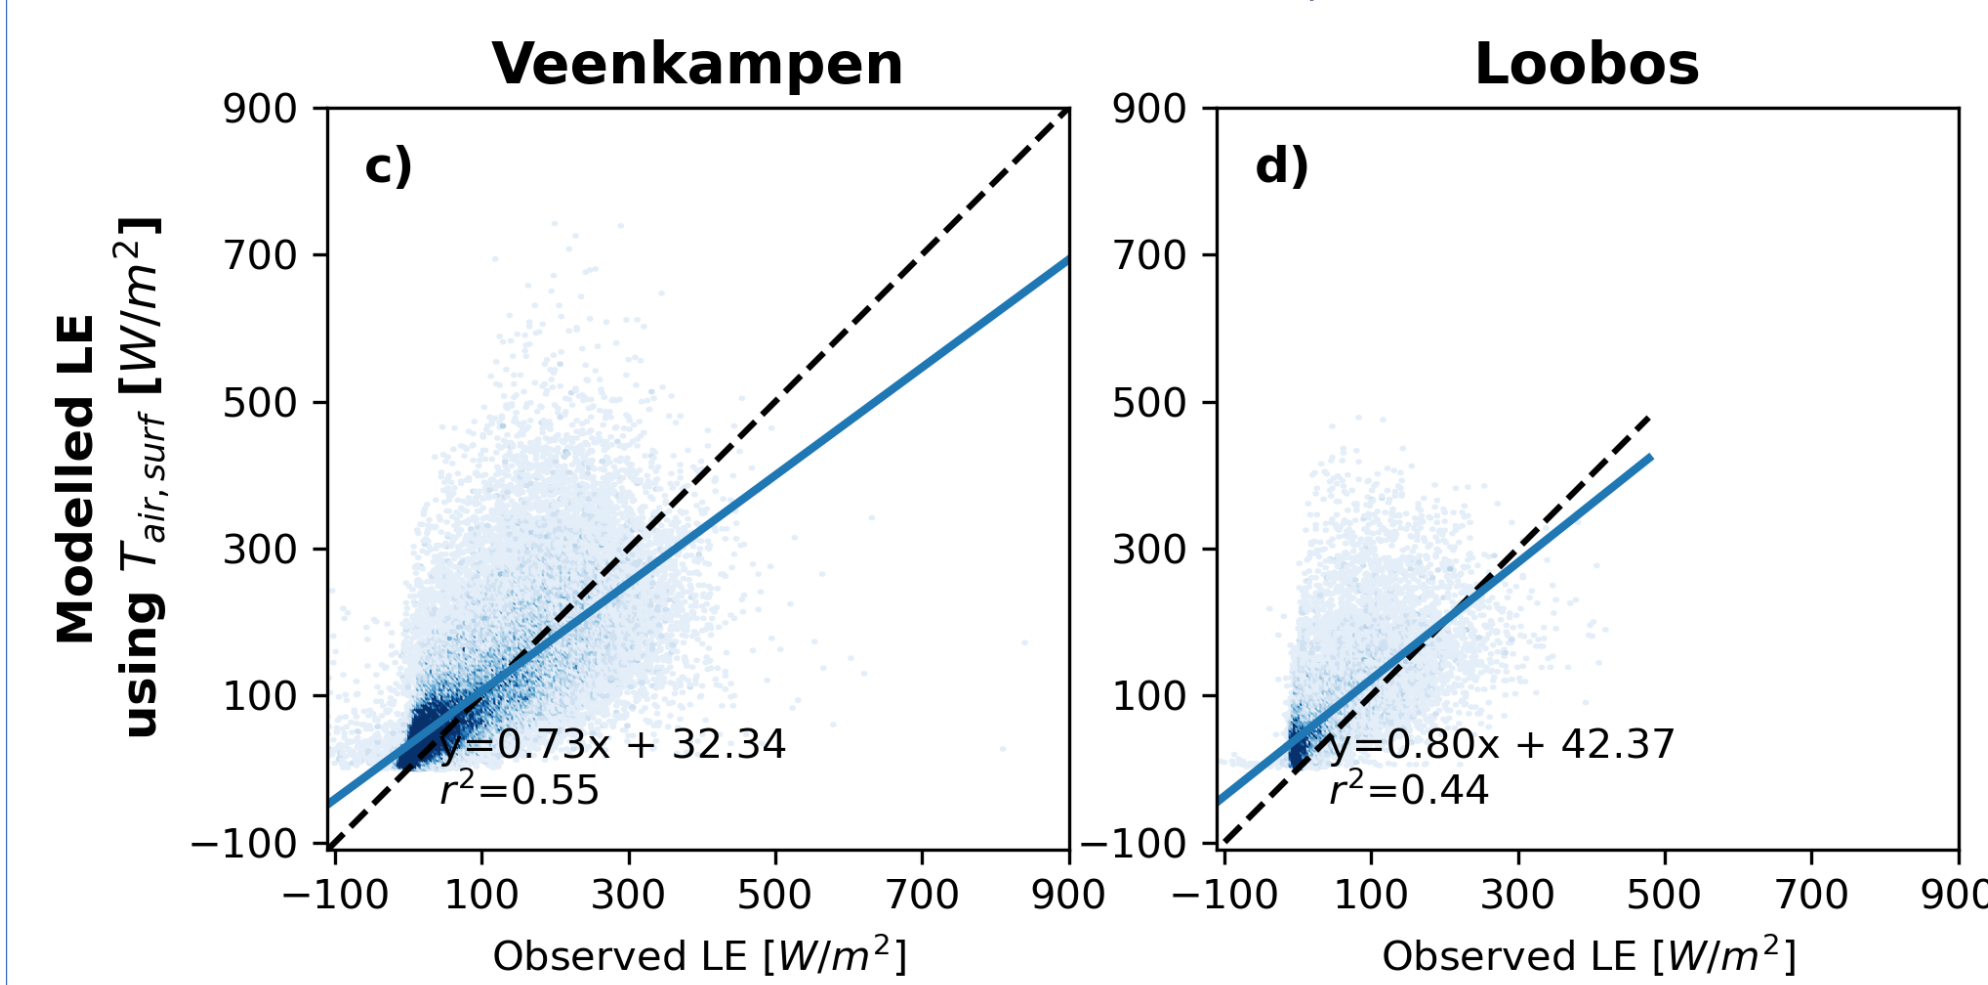 Veenkampen
Loobos
Modelled LE
using T_{air,surf} [W/m²]
900
700
500
300
100
−100
c)
y=0.73x + 32.34
r²=0.55
−100 100 300 500 700 900
Observed LE [W/m²]
900
700
500
300
100
−100
d)
y=0.80x + 42.37
r²=0.44
−100 100 300 500 700 900
Observed LE [W/m²]